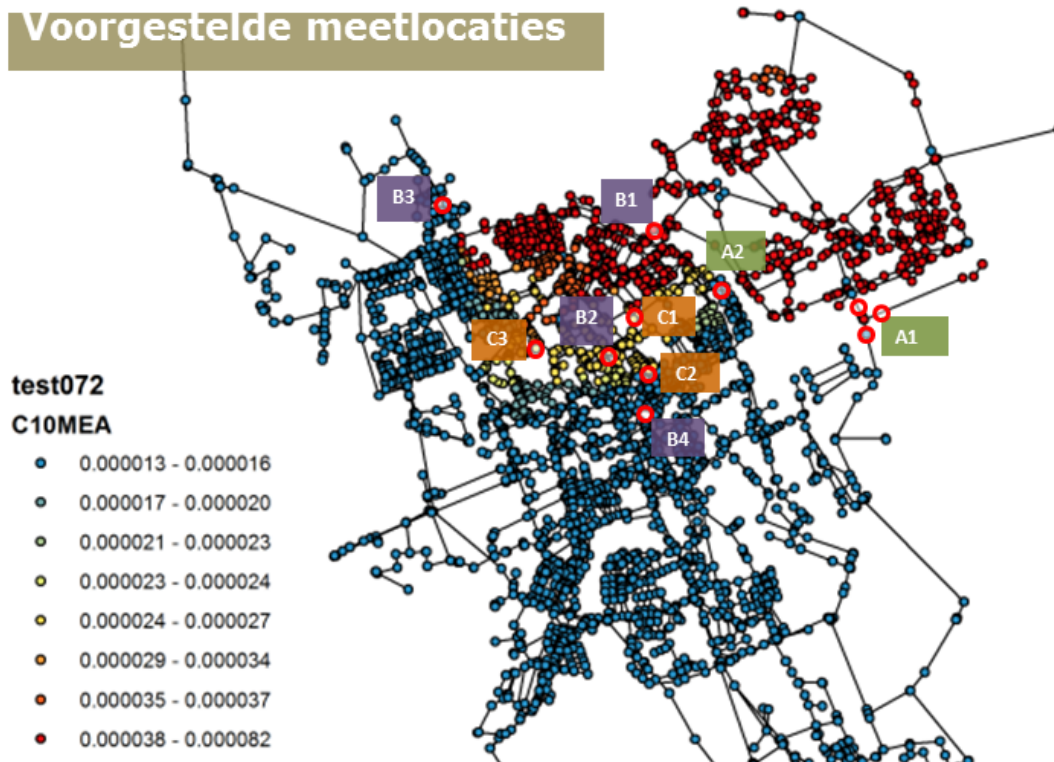 Voorgestelde meetlocaties
B3
B1
A2
B2
C1
C3
A1
C2
B4
test072
C10MEA
0.000013 - 0.000016
0.000017 - 0.000020
0.000021 - 0.000023
0.000023 - 0.000024
0.000024 - 0.000027
0.000029 - 0.000034
0.000035 - 0.000037
0.000038 - 0.000082